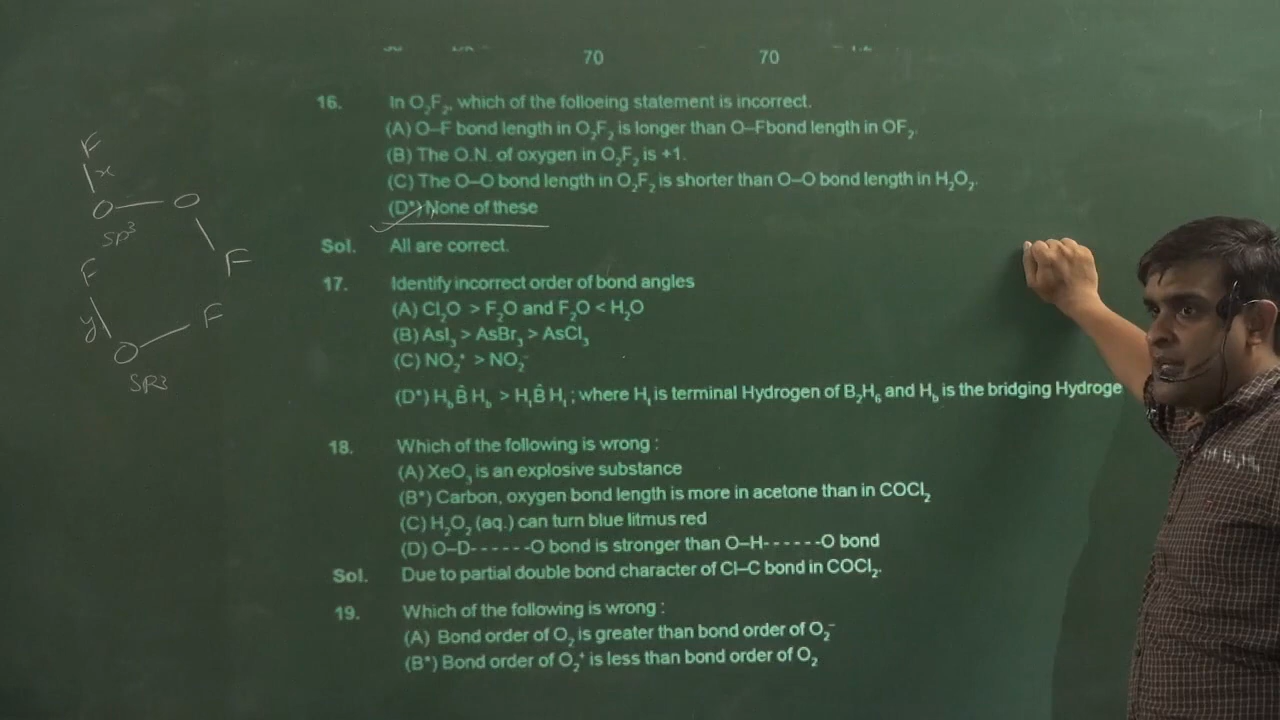 70 70
16. In O₂F₂, which of the folloeing statement is incorrect.
(A) O–F bond length in O₂F₂ is longer than O–Fbond length in OF₂.
(B) The O.N. of oxygen in O₂F₂ is +1.
(C) The O–O bond length in O₂F₂ is shorter than O–O bond length in H₂O₂.
(D*) None of these
Sol. All are correct.
17. Identify incorrect order of bond angles
(A) Cl₂O > F₂O and F₂O < H₂O
(B) AsI₃ > AsBr₃ > AsCl₃
(C) NO₂⁺ > NO₂⁻
(D*) H_b B̂ H_b > H_t B̂ H_t ; where H_t is terminal Hydrogen of B₂H₆ and H_b is the bridging Hydroge
18. Which of the following is wrong :
(A) XeO₃ is an explosive substance
(B*) Carbon, oxygen bond length is more in acetone than in COCl₂
(C) H₂O₂ (aq.) can turn blue litmus red
(D) O–D- - - - - -O bond is stronger than O–H- - - - - -O bond
Sol. Due to partial double bond character of Cl–C bond in COCl₂.
19. Which of the following is wrong :
(A) Bond order of O₂ is greater than bond order of O₂⁻
(B*) Bond order of O₂⁺ is less than bond order of O₂
F
x
O — O
SP³
F
F
y
F
O
SP3